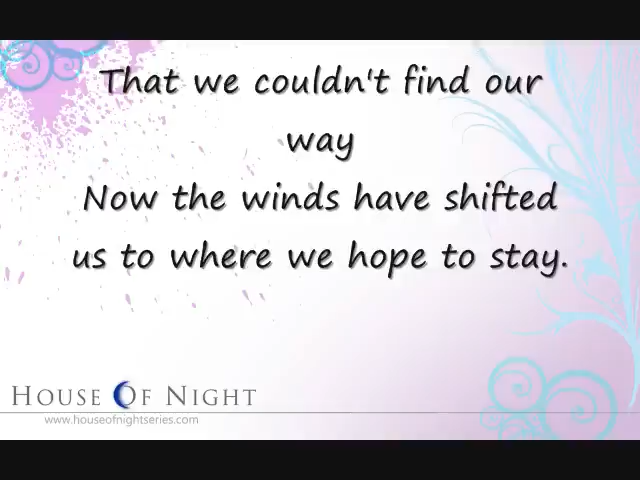 That we couldn't find our
way
Now the winds have shifted
us to where we hope to stay.
HOUSE OF NIGHT
www.houseofnightseries.com